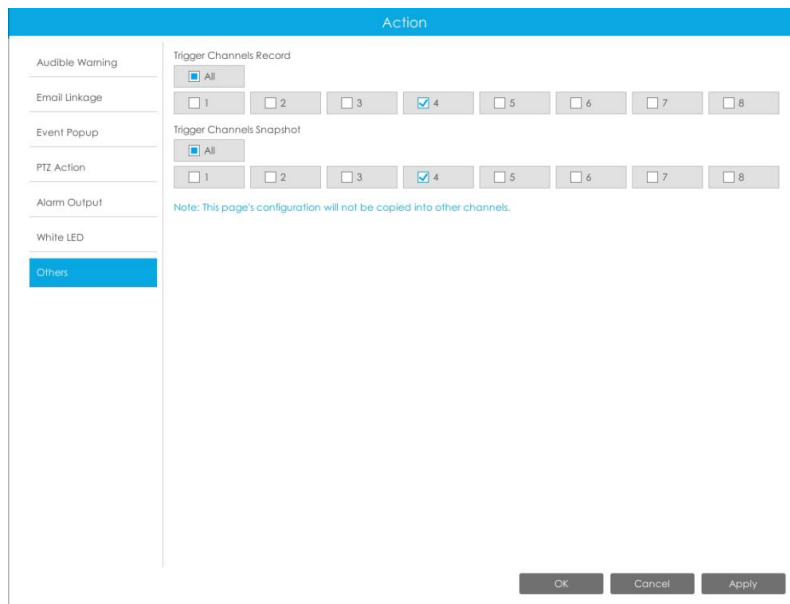 Action
Audible Warning
Email Linkage
Event Popup
PTZ Action
Alarm Output
White LED
Others
Trigger Channels Record
All
1 2 3 4 5 6 7 8
Trigger Channels Snapshot
All
1 2 3 4 5 6 7 8
Note: This page's configuration will not be copied into other channels.
OK Cancel Apply